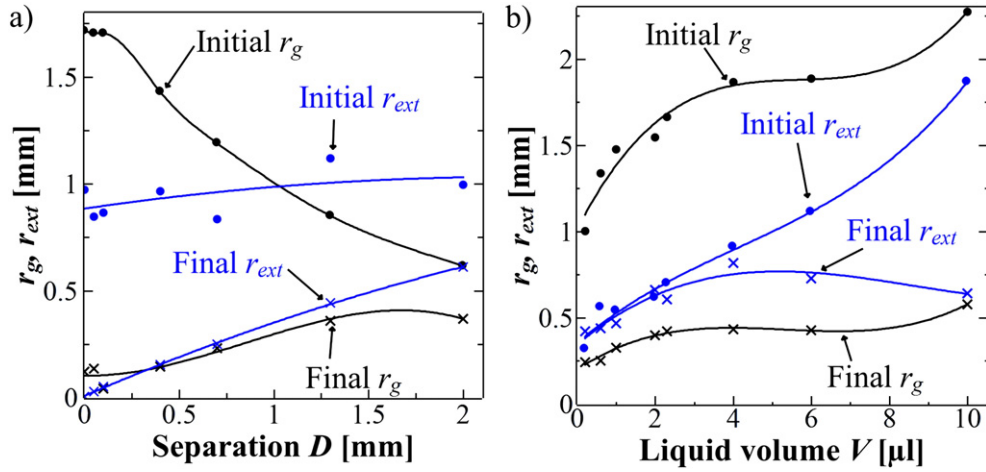 a)
r_g, r_ext [mm]
1.5
1
0.5
0
0
0.5
1
1.5
2
Separation D [mm]
Initial r_g
Initial r_ext
Final r_ext
Final r_g
b)
r_g, r_ext [mm]
2
1.5
1
0.5
0
0
2
4
6
8
10
Liquid volume V [µl]
Initial r_g
Initial r_ext
Final r_ext
Final r_g